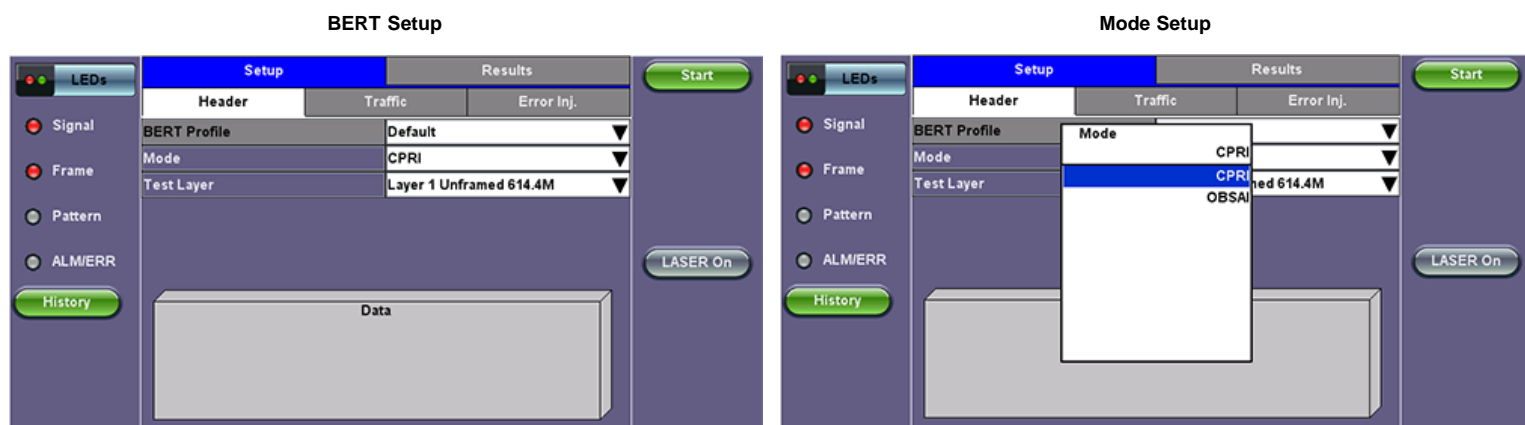 BERT Setup
LEDs
Setup
Results
Start
Header
Traffic
Error Inj.
Signal
BERT Profile
Default
Mode
CPRI
Frame
Test Layer
Layer 1 Unframed 614.4M
Pattern
ALM/ERR
LASER On
History
Data
Mode Setup
LEDs
Setup
Results
Start
Header
Traffic
Error Inj.
Signal
BERT Profile
Mode
CPRI
Mode
Frame
CPRI
Test Layer
ned 614.4M
OBSAI
Pattern
ALM/ERR
LASER On
History